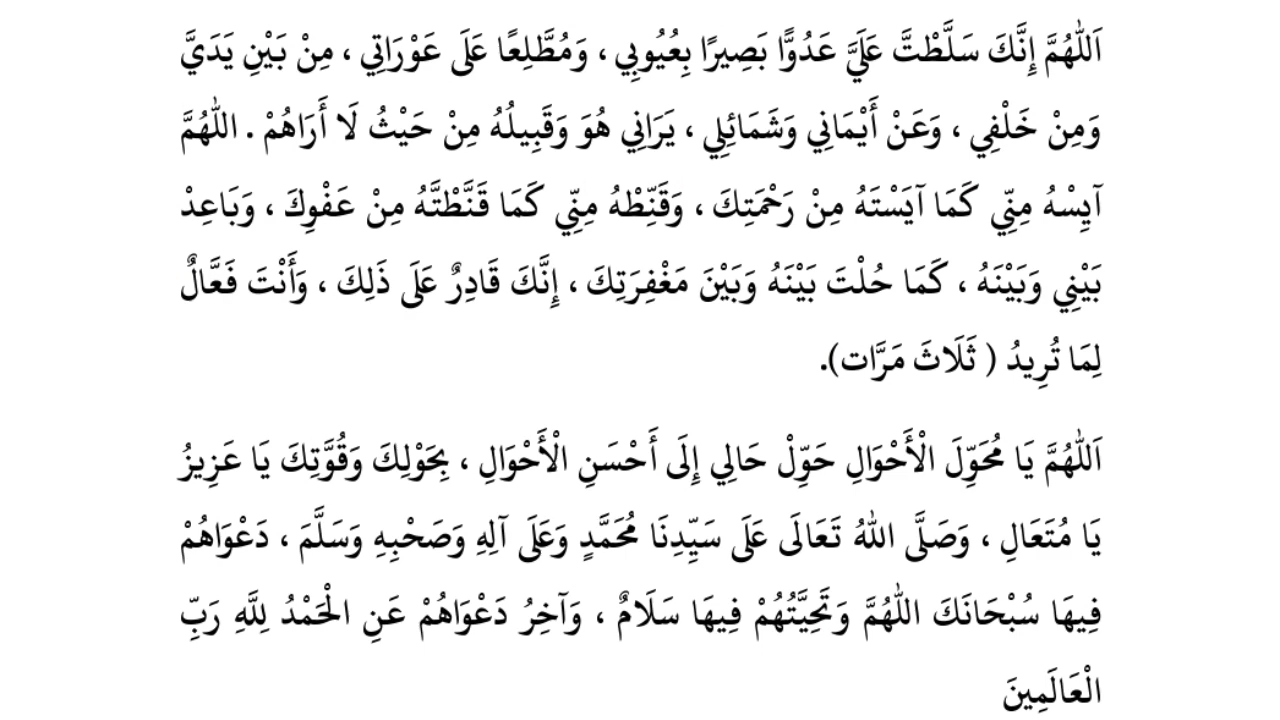 اَللّٰهُمَّ إِنَّكَ سَلَّطْتَّ عَلَيَّ عَدُوًّا بَصِيرًا بِعُيُوبِي ، وَمُطَّلِعًا عَلَى عَوْرَاتِي ، مِنْ بَيْنِ يَدَيَّ
وَمِنْ خَلْفِي ، وَعَنْ أَيْمَانِي وَشَمَائِلِي ، يَرَانِي هُوَ وَقَبِيلُهُ مِنْ حَيْثُ لَا أَرَاهُمْ . اللّٰهُمَّ
آيِسْهُ مِنِّي كَمَا آيَسْتَهُ مِنْ رَحْمَتِكَ ، وَقَنِّطْهُ مِنِّي كَمَا قَنَّطْتَّهُ مِنْ عَفْوِكَ ، وَبَاعِدْ
بَيْنِي وَبَيْنَهُ ، كَمَا حُلْتَ بَيْنَهُ وَبَيْنَ مَغْفِرَتِكَ ، إِنَّكَ قَادِرٌ عَلَى ذَلِكَ ، وَأَنْتَ فَعَّالٌ
لِمَا تُرِيدُ ( ثَلَاثَ مَرَّات).
اَللّٰهُمَّ يَا مُحَوِّلَ الْأَحْوَالِ حَوِّلْ حَالِي إِلَى أَحْسَنِ الْأَحْوَالِ ، بِحَوْلِكَ وَقُوَّتِكَ يَا عَزِيزُ
يَا مُتَعَالِ ، وَصَلَّى اللهُ تَعَالَى عَلَى سَيِّدِنَا مُحَمَّدٍ وَعَلَى آلِهِ وَصَحْبِهِ وَسَلَّمَ ، دَعْوَاهُمْ
فِيهَا سُبْحَانَكَ اللّٰهُمَّ وَتَحِيَّتُهُمْ فِيهَا سَلَامٌ ، وَآخِرُ دَعْوَاهُمْ عَنِ الْحَمْدُ لِلَّهِ رَبِّ
الْعَالَمِينَ